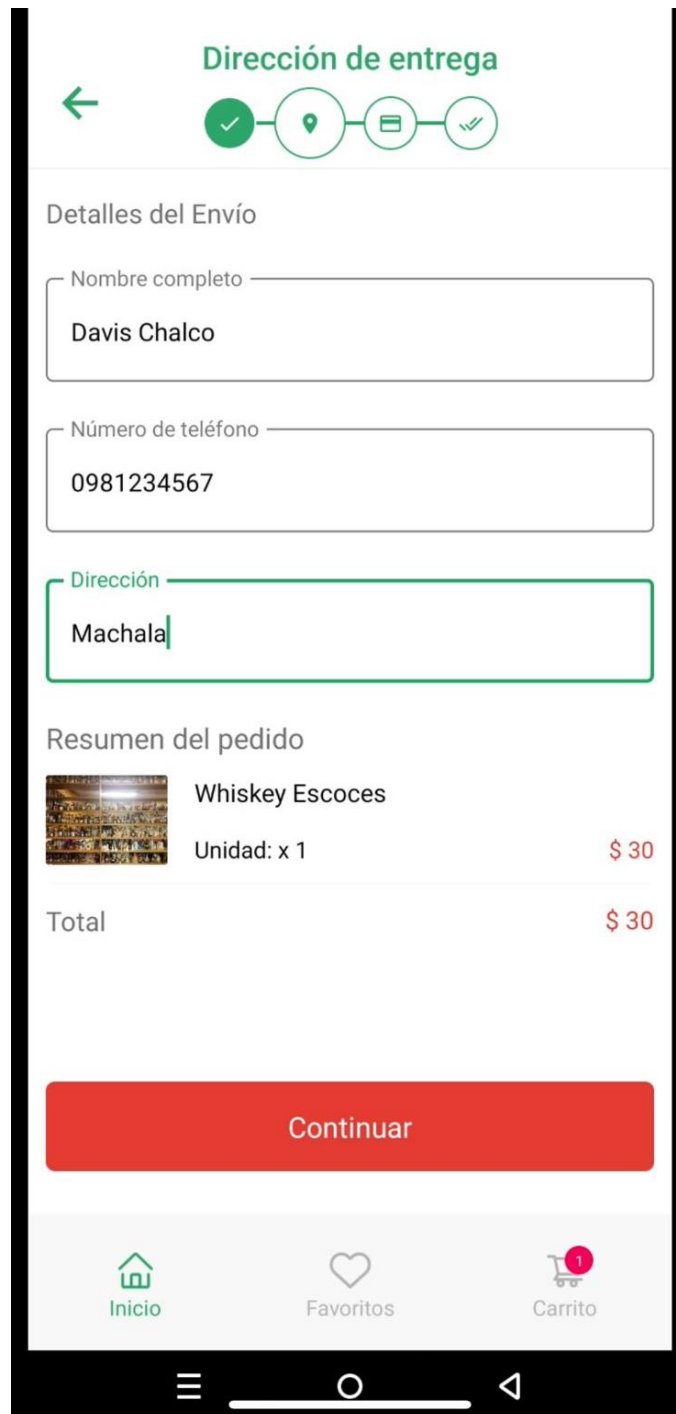 Dirección de entrega
Detalles del Envío
Nombre completo
Davis Chalco
Número de teléfono
0981234567
Dirección
Machala
Resumen del pedido
Whiskey Escoces
Unidad: x 1
$ 30
Total
$ 30
Continuar
1
Inicio
Favoritos
Carrito